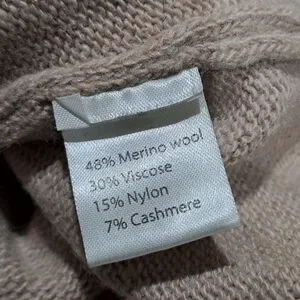 48% Merino wool
30% Viscose
15% Nylon
7% Cashmere